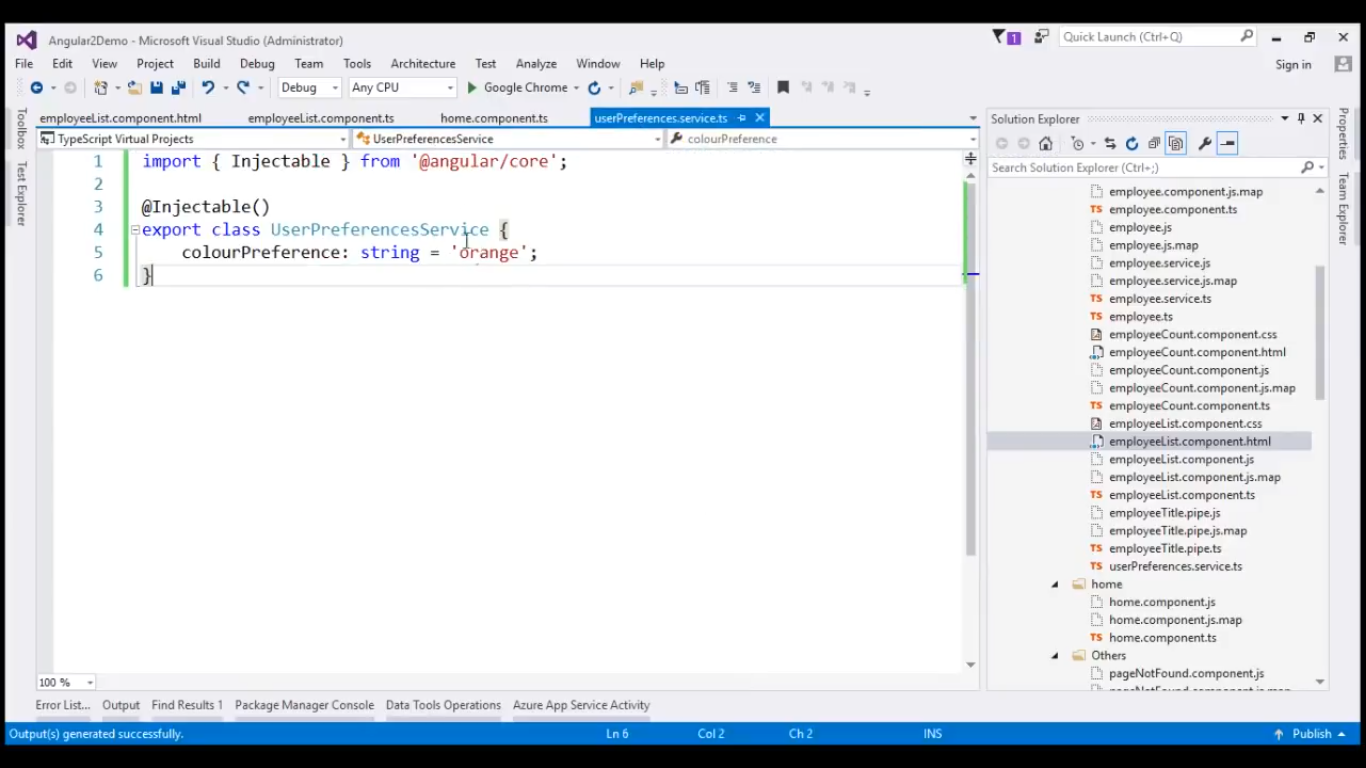 Angular2Demo - Microsoft Visual Studio (Administrator)
1
Quick Launch (Ctrl+Q)
File Edit View Project Build Debug Team Tools Architecture Test Analyze Window Help
Sign in
Debug Any CPU Google Chrome
Toolbox
Test Explorer
employeeList.component.html employeeList.component.ts home.component.ts userPreferences.service.ts
TypeScript Virtual Projects UserPreferencesService colourPreference
1 import { Injectable } from '@angular/core';
2
3 @Injectable()
4 export class UserPreferencesService {
5 colourPreference: string = 'orange';
6 }
100 %
Solution Explorer
Search Solution Explorer (Ctrl+;)
employee.component.js.map
employee.component.ts
employee.js
employee.js.map
employee.service.js
employee.service.js.map
employee.service.ts
employee.ts
employeeCount.component.css
employeeCount.component.html
employeeCount.component.js
employeeCount.component.js.map
employeeCount.component.ts
employeeList.component.css
employeeList.component.html
employeeList.component.js
employeeList.component.js.map
employeeList.component.ts
employeeTitle.pipe.js
employeeTitle.pipe.js.map
employeeTitle.pipe.ts
userPreferences.service.ts
home
home.component.js
home.component.js.map
home.component.ts
Others
pageNotFound.component.js
Properties
Team Explorer
Error List... Output Find Results 1 Package Manager Console Data Tools Operations Azure App Service Activity
Output(s) generated successfully. Ln 6 Col 2 Ch 2 INS Publish